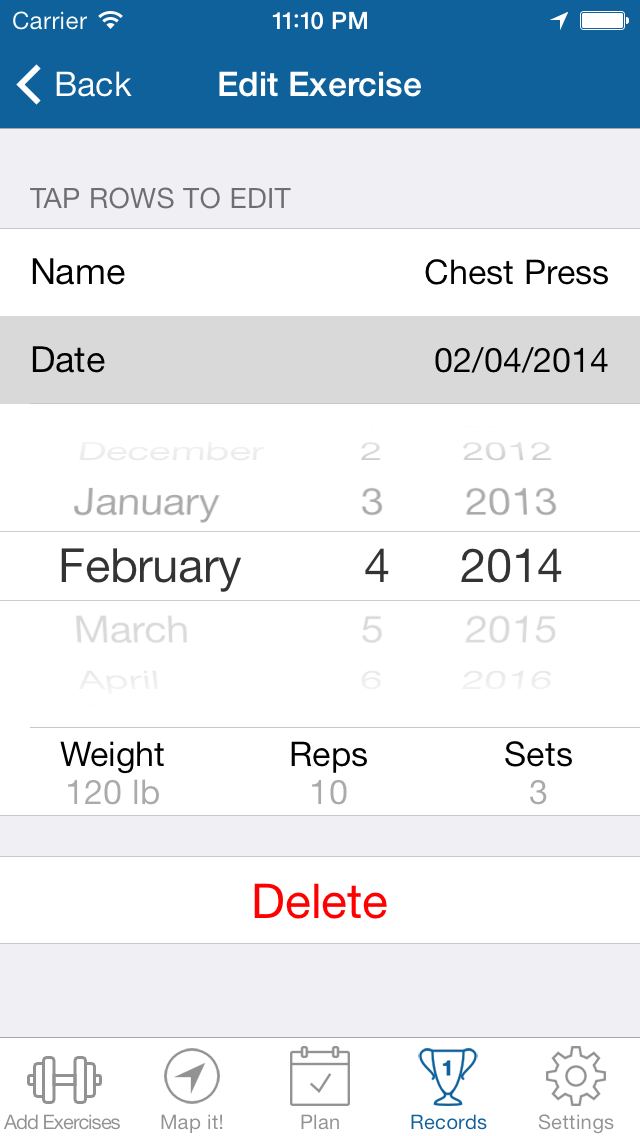 Carrier 11:10 PM
Back Edit Exercise
TAP ROWS TO EDIT
Name Chest Press
Date 02/04/2014
December 2 2012
January 3 2013
February 4 2014
March 5 2015
April 6 2016
Weight Reps Sets
120 lb 10 3
Delete
1
Add Exercises Map it! Plan Records Settings